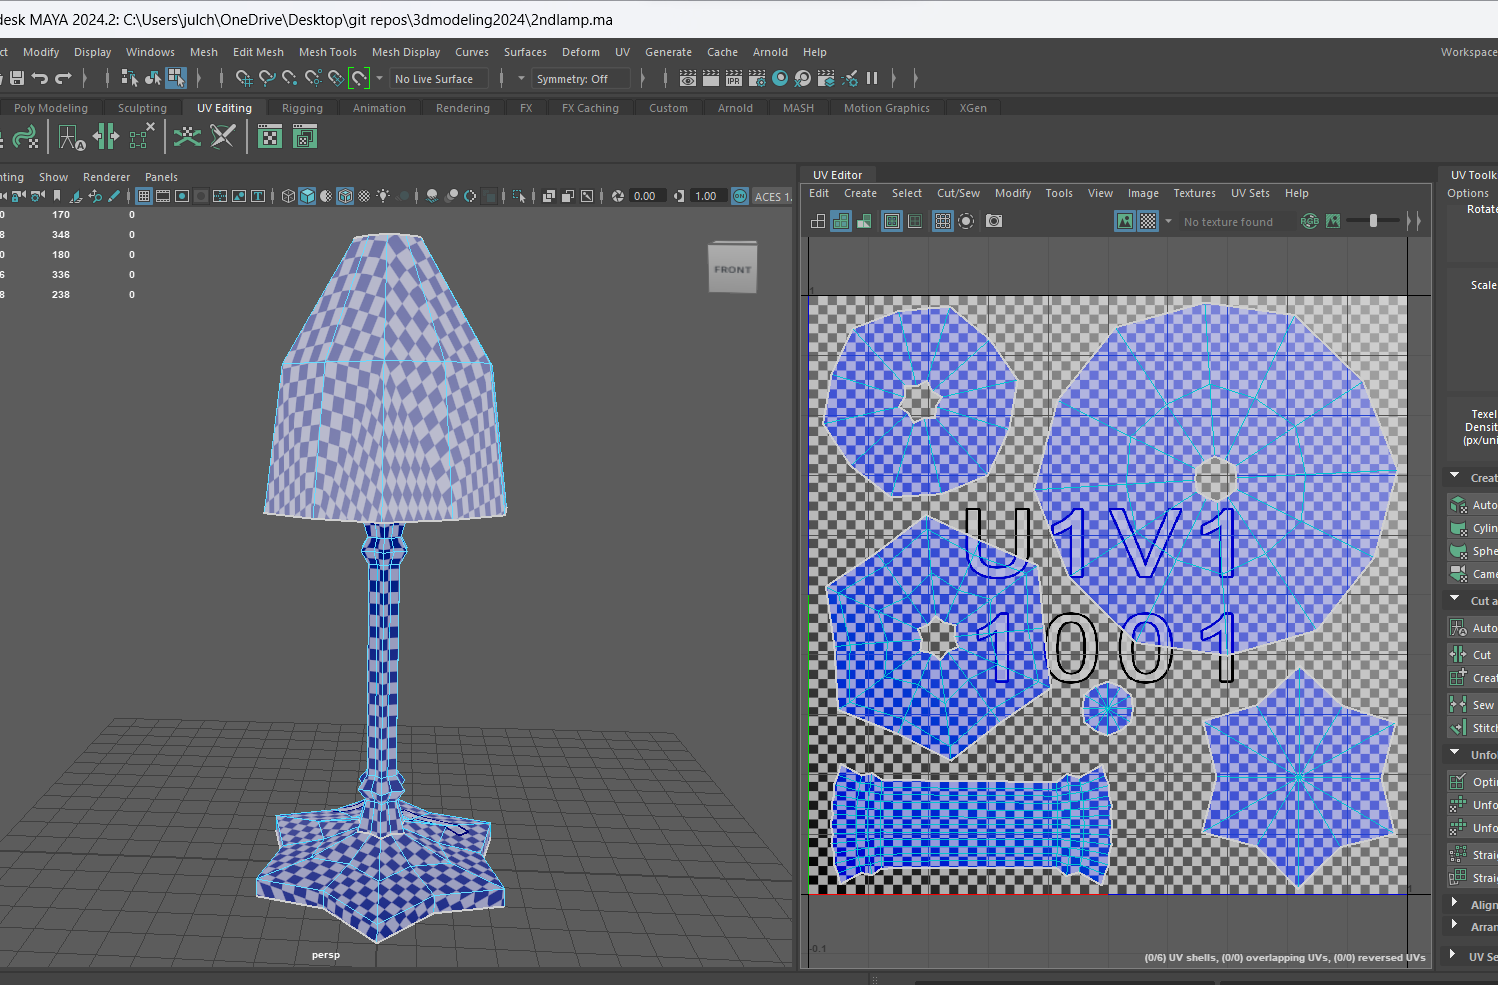 desk MAYA 2024.2: C:\Users\julch\OneDrive\Desktop\git repos\3dmodeling2024\2ndlamp.ma
ct Modify Display Windows Mesh Edit Mesh Mesh Tools Mesh Display Curves Surfaces Deform UV Generate Cache Arnold Help Workspace
No Live Surface Symmetry: Off IPR
Poly Modeling Sculpting UV Editing Rigging Animation Rendering FX FX Caching Custom Arnold MASH Motion Graphics XGen
nting Show Renderer Panels
0.00 1.00 ACES 1.
0 170 0
8 348 0
0 180 0
6 336 0
8 238 0
FRONT
persp
UV Editor
Edit Create Select Cut/Sew Modify Tools View Image Textures UV Sets Help
No texture found RGB
1
U1V1
1001
1
-0.1
(0/6) UV shells, (0/0) overlapping UVs, (0/0) reversed UVs
UV Toolk
Options
Rotate
Scale
Texel
Density
(px/uni
Creat
Auto
Cylin
Sphe
Came
Cut a
Auto
Cut
Creat
Sew
Stitch
Unfo
Opti
Unfo
Unfo
Straig
Straig
Align
Arran
UV Se